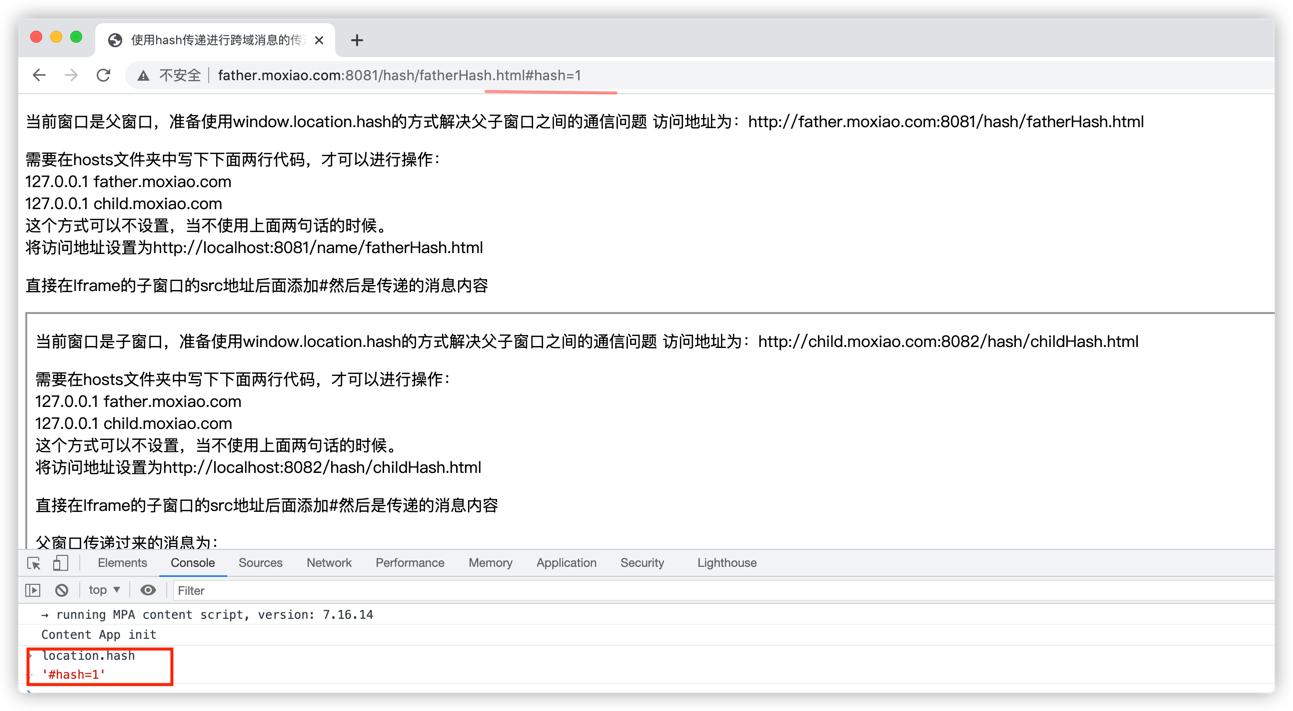 使用hash传递进行跨域消息的传
不安全 father.moxiao.com:8081/hash/fatherHash.html#hash=1
当前窗口是父窗口，准备使用window.location.hash的方式解决父子窗口之间的通信问题 访问地址为：http://father.moxiao.com:8081/hash/fatherHash.html
需要在hosts文件夹中写下下面两行代码，才可以进行操作：
127.0.0.1 father.moxiao.com
127.0.0.1 child.moxiao.com
这个方式可以不设置，当不使用上面两句话的时候。
将访问地址设置为http://localhost:8081/name/fatherHash.html
直接在Iframe的子窗口的src地址后面添加#然后是传递的消息内容
当前窗口是子窗口，准备使用window.location.hash的方式解决父子窗口之间的通信问题 访问地址为：http://child.moxiao.com:8082/hash/childHash.html
需要在hosts文件夹中写下下面两行代码，才可以进行操作：
127.0.0.1 father.moxiao.com
127.0.0.1 child.moxiao.com
这个方式可以不设置，当不使用上面两句话的时候。
将访问地址设置为http://localhost:8082/hash/childHash.html
直接在Iframe的子窗口的src地址后面添加#然后是传递的消息内容
父窗口传递过来的消息为：
Elements Console Sources Network Performance Memory Application Security Lighthouse
top ▼ Filter
→ running MPA content script, version: 7.16.14
Content App init
location.hash
'#hash=1'